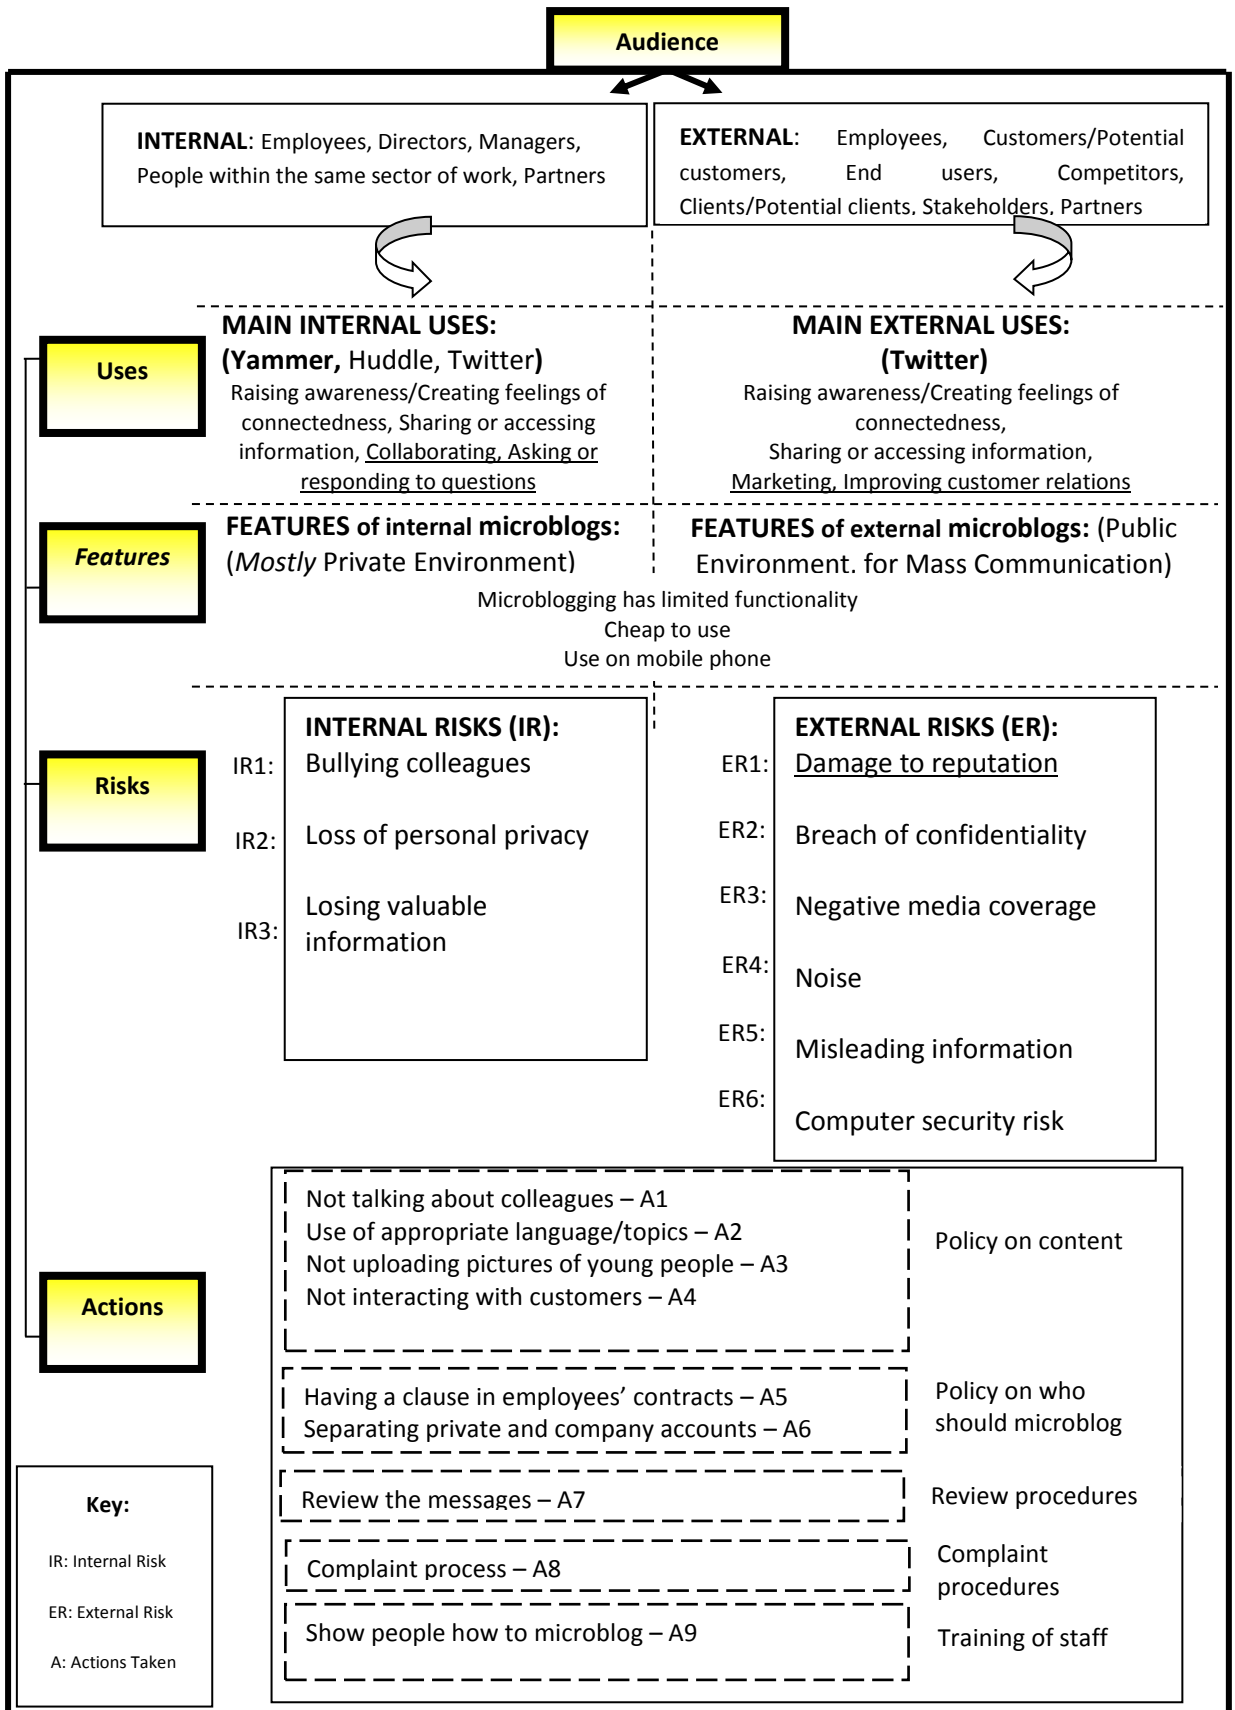 Audience
INTERNAL: Employees, Directors, Managers,
People within the same sector of work, Partners
EXTERNAL: Employees, Customers/Potential
customers, End users, Competitors,
Clients/Potential clients, Stakeholders, Partners
Uses
MAIN INTERNAL USES:
(Yammer, Huddle, Twitter)
Raising awareness/Creating feelings of
connectedness, Sharing or accessing
information, Collaborating, Asking or
responding to questions
MAIN EXTERNAL USES:
(Twitter)
Raising awareness/Creating feelings of
connectedness,
Sharing or accessing information,
Marketing, Improving customer relations
Features
FEATURES of internal microblogs:
(Mostly Private Environment)
FEATURES of external microblogs: (Public
Environment, for Mass Communication)
Microblogging has limited functionality
Cheap to use
Use on mobile phone
Risks
INTERNAL RISKS (IR):
IR1: Bullying colleagues
IR2: Loss of personal privacy
IR3: Losing valuable
information
EXTERNAL RISKS (ER):
ER1: Damage to reputation
ER2: Breach of confidentiality
ER3: Negative media coverage
ER4: Noise
ER5: Misleading information
ER6: Computer security risk
Actions
Not talking about colleagues – A1
Use of appropriate language/topics – A2
Not uploading pictures of young people – A3
Not interacting with customers – A4
Policy on content
Having a clause in employees’ contracts – A5
Separating private and company accounts – A6
Policy on who
should microblog
Review the messages – A7
Review procedures
Complaint process – A8
Complaint
procedures
Show people how to microblog – A9
Training of staff
Key:
IR: Internal Risk
ER: External Risk
A: Actions Taken